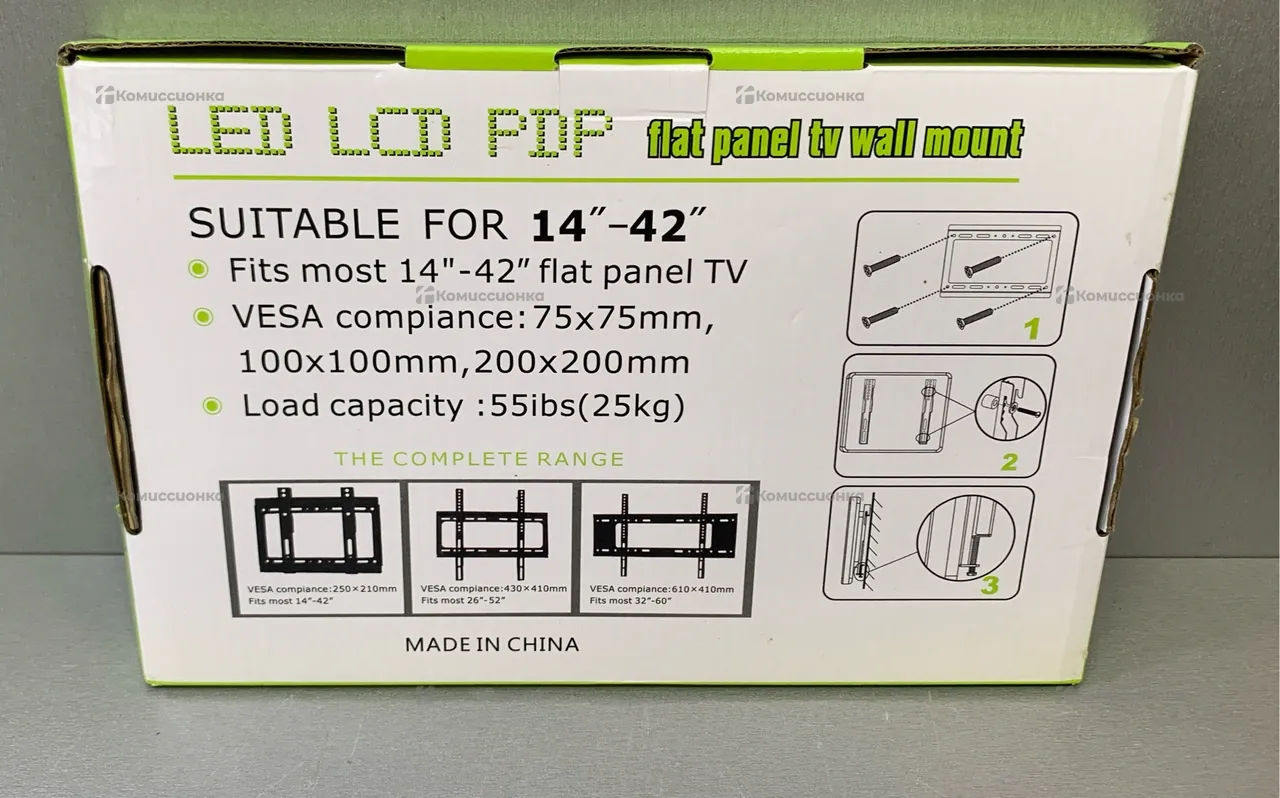 Комиссионка
Комиссионка
LED LCD PDP flat panel tv wall mount
SUITABLE FOR 14″-42″
Fits most 14"-42″ flat panel TV
Комиссионка
Комиссионка
VESA compiance:75x75mm,
100x100mm,200x200mm
1
Load capacity :55ibs(25kg)
2
THE COMPLETE RANGE
Комиссионка
Комиссионка
VESA compiance:250×210mm
Fits most 14″-42″
VESA compiance:430×410mm
Fits most 26″-52″
VESA compiance:610×410mm
Fits most 32″-60″
3
MADE IN CHINA